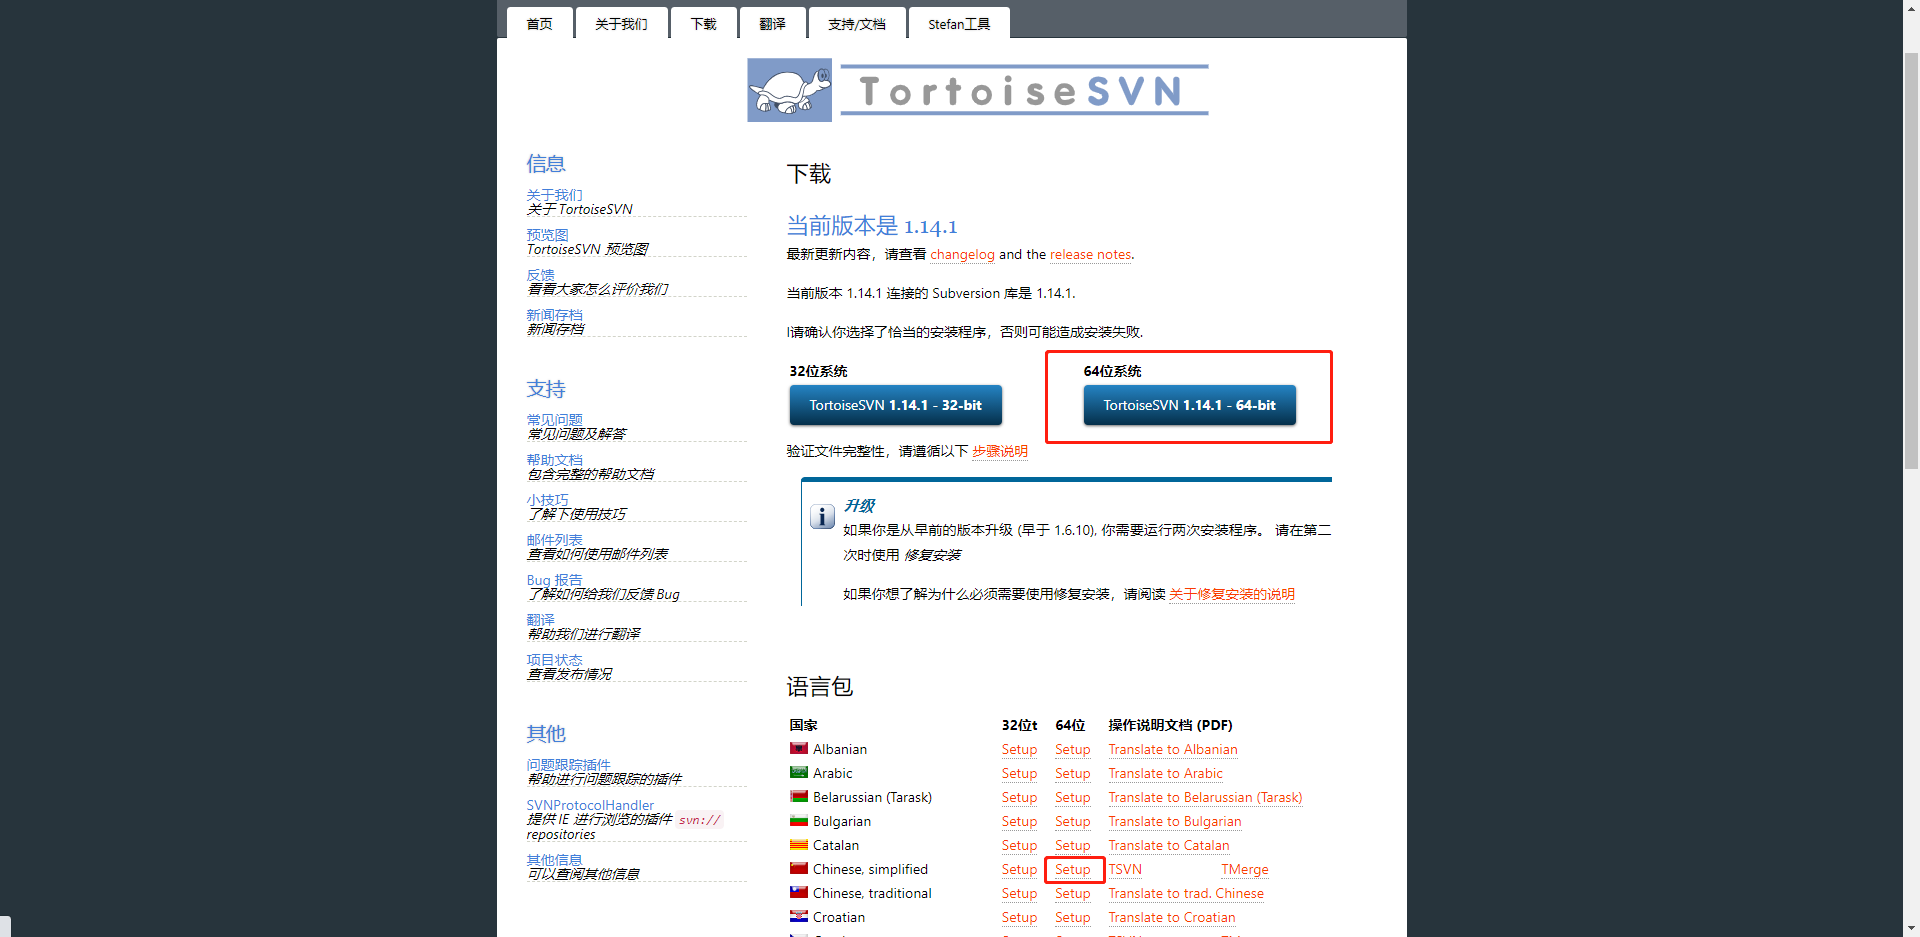 首页 关于我们 下载 翻译 支持/文档 Stefan工具
TortoiseSVN
信息
关于我们
关于 TortoiseSVN
预览图
TortoiseSVN 预览图
反馈
看看大家怎么评价我们
新闻存档
新闻存档
支持
常见问题
常见问题及解答
帮助文档
包含完整的帮助文档
小技巧
了解下使用技巧
邮件列表
查看如何使用邮件列表
Bug 报告
了解如何给我们反馈 Bug
翻译
帮助我们进行翻译
项目状态
查看发布情况
其他
问题跟踪插件
帮助进行问题跟踪的插件
SVNProtocolHandler
提供 IE 进行浏览的插件 svn://
repositories
其他信息
可以查阅其他信息
下载
当前版本是 1.14.1
最新更新内容，请查看 changelog and the release notes.
当前版本 1.14.1 连接的 Subversion 库是 1.14.1.
I请确认你选择了恰当的安装程序，否则可能造成安装失败.
32位系统 64位系统
TortoiseSVN 1.14.1 - 32-bit TortoiseSVN 1.14.1 - 64-bit
验证文件完整性，请遵循以下 步骤说明
升级
如果你是从早前的版本升级 (早于 1.6.10), 你需要运行两次安装程序。 请在第二
次时使用 修复安装
如果你想了解为什么必须需要使用修复安装，请阅读 关于修复安装的说明
语言包
国家 32位t 64位 操作说明文档 (PDF)
Albanian Setup Setup Translate to Albanian
Arabic Setup Setup Translate to Arabic
Belarussian (Tarask) Setup Setup Translate to Belarussian (Tarask)
Bulgarian Setup Setup Translate to Bulgarian
Catalan Setup Setup Translate to Catalan
Chinese, simplified Setup Setup TSVN TMerge
Chinese, traditional Setup Setup Translate to trad. Chinese
Croatian Setup Setup Translate to Croatian